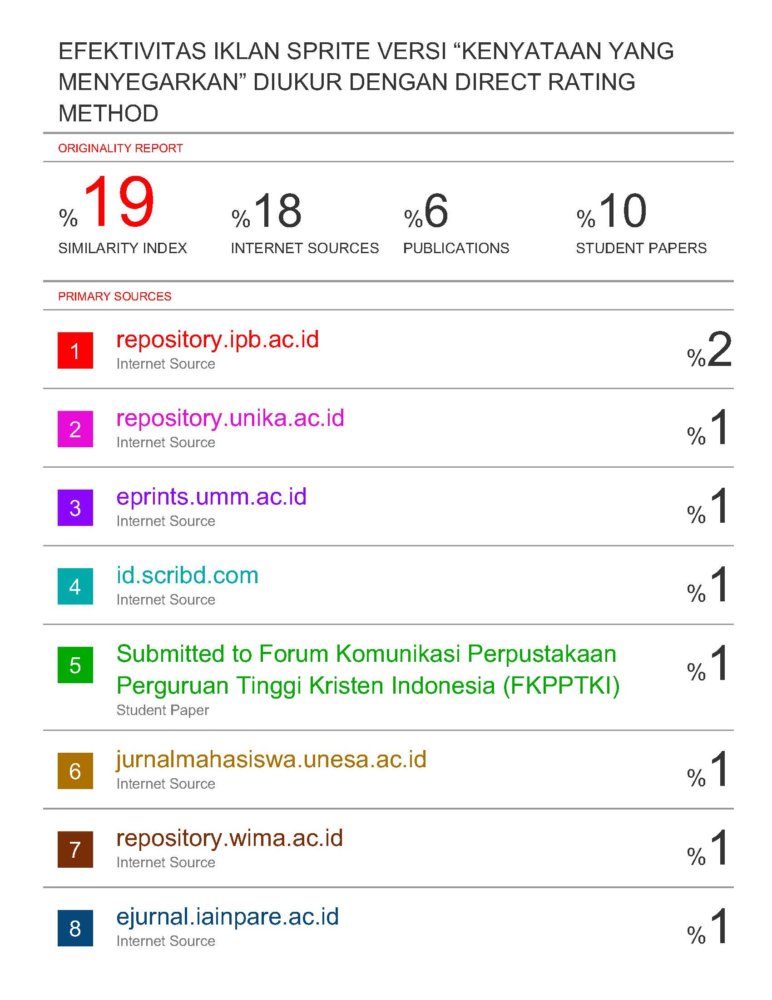 EFEKTIVITAS IKLAN SPRITE VERSI “KENYATAAN YANG
MENYEGARKAN” DIUKUR DENGAN DIRECT RATING
METHOD
ORIGINALITY REPORT
%19
SIMILARITY INDEX
%18
INTERNET SOURCES
%6
PUBLICATIONS
%10
STUDENT PAPERS
PRIMARY SOURCES
1
repository.ipb.ac.id
Internet Source
%2
2
repository.unika.ac.id
Internet Source
%1
3
eprints.umm.ac.id
Internet Source
%1
4
id.scribd.com
Internet Source
%1
5
Submitted to Forum Komunikasi Perpustakaan
Perguruan Tinggi Kristen Indonesia (FKPPTKI)
Student Paper
%1
6
jurnalmahasiswa.unesa.ac.id
Internet Source
%1
7
repository.wima.ac.id
Internet Source
%1
8
ejurnal.iainpare.ac.id
Internet Source
%1